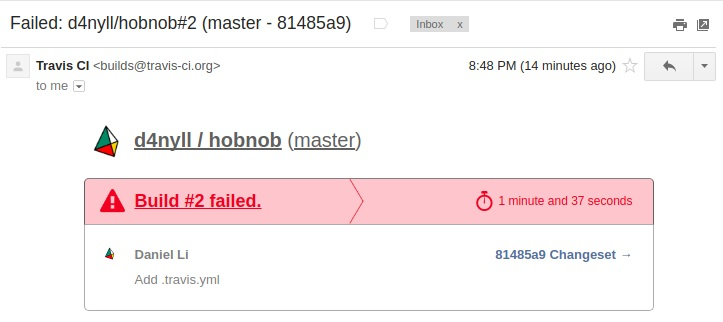 Failed: d4nyll/hobnob#2 (master - 81485a9) Inbox x
Travis CI <builds@travis-ci.org> 8:48 PM (14 minutes ago)
to me
d4nyll / hobnob (master)
Build #2 failed. 1 minute and 37 seconds
Daniel Li 81485a9 Changeset →
Add .travis.yml